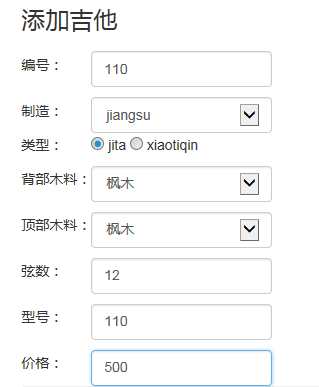 添加吉他
编号： 110
制造： jiangsu
类型： jita xiaotiqin
背部木料： 枫木
顶部木料： 枫木
弦数： 12
型号： 110
价格： 500